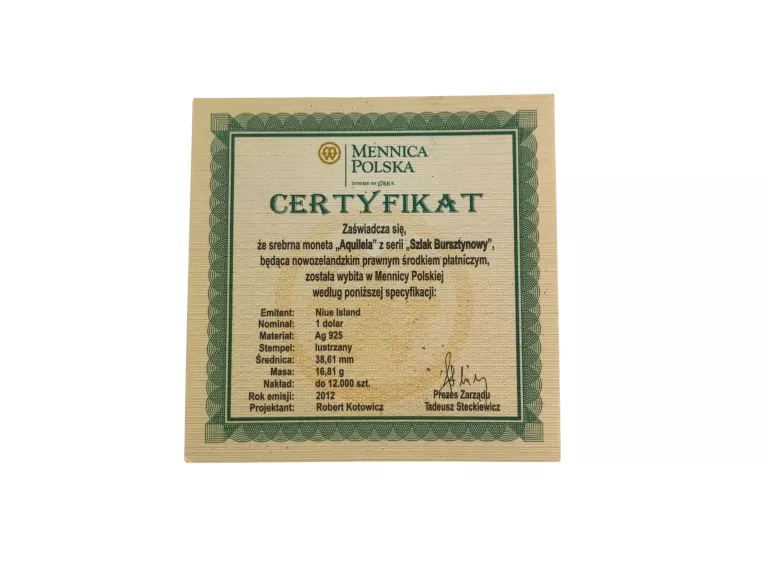 MENNICA
POLSKA
ISTNIEJE OD 1766 R.
CERTYFIKAT
Zaświadcza się,
że srebrna moneta „Aquileia” z serii „Szlak Bursztynowy”,
będąca nowozelandzkim prawnym środkiem płatniczym,
została wybita w Mennicy Polskiej
według poniższej specyfikacji:
Emitent: Niue Island
Nominał: 1 dolar
Materiał: Ag 925
Stempel: lustrzany
Średnica: 38,61 mm
Masa: 16,81 g
Nakład: do 12.000 szt.
Rok emisji: 2012
Projektant: Robert Kotowicz
Prezes Zarządu
Tadeusz Steckiewicz